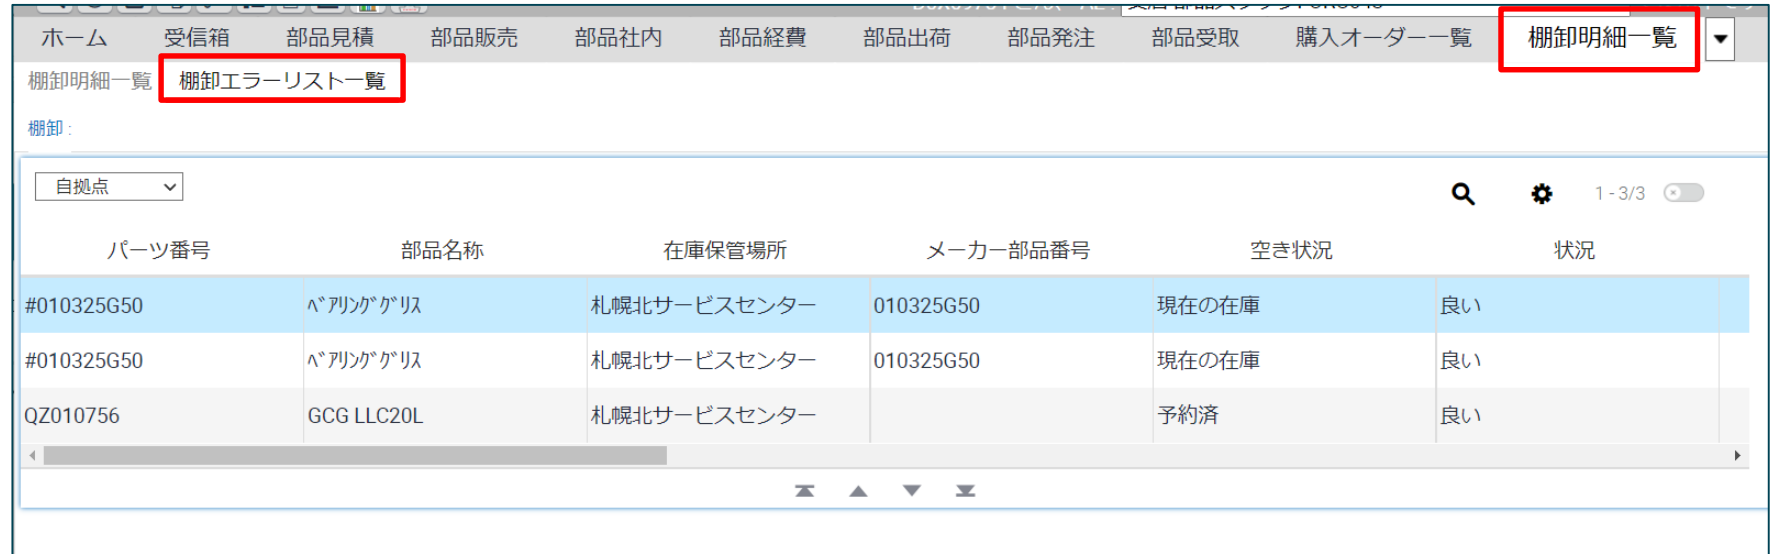 ホーム 受信箱 部品見積 部品販売 部品社内 部品経費 部品出荷 部品発注 部品受取 購入オーダー一覧 棚卸明細一覧
棚卸明細一覧 棚卸エラーリスト一覧
棚卸 :
自拠点 1 - 3/3
パーツ番号 部品名称 在庫保管場所 メーカー部品番号 空き状況 状況
#010325G50 ﾍﾞｱﾘﾝｸﾞｸﾞﾘｽ 札幌北サービスセンター 010325G50 現在の在庫 良い
#010325G50 ﾍﾞｱﾘﾝｸﾞｸﾞﾘｽ 札幌北サービスセンター 010325G50 現在の在庫 良い
QZ010756 GCG LLC20L 札幌北サービスセンター 予約済 良い